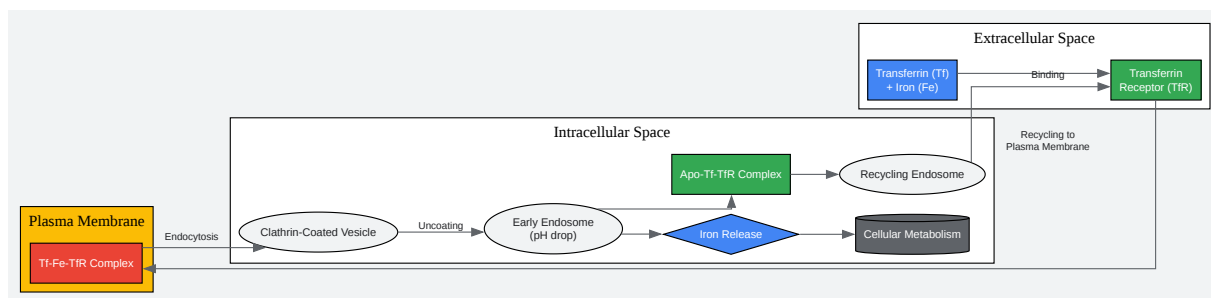 Extracellular Space
Transferrin (Tf)
+ Iron (Fe)
Binding
Transferrin
Receptor (TfR)
Recycling to
Plasma Membrane
Intracellular Space
Apo-Tf-TfR Complex
Recycling Endosome
Plasma Membrane
Tf-Fe-TfR Complex
Endocytosis
Clathrin-Coated Vesicle
Uncoating
Early Endosome
(pH drop)
Iron Release
Cellular Metabolism